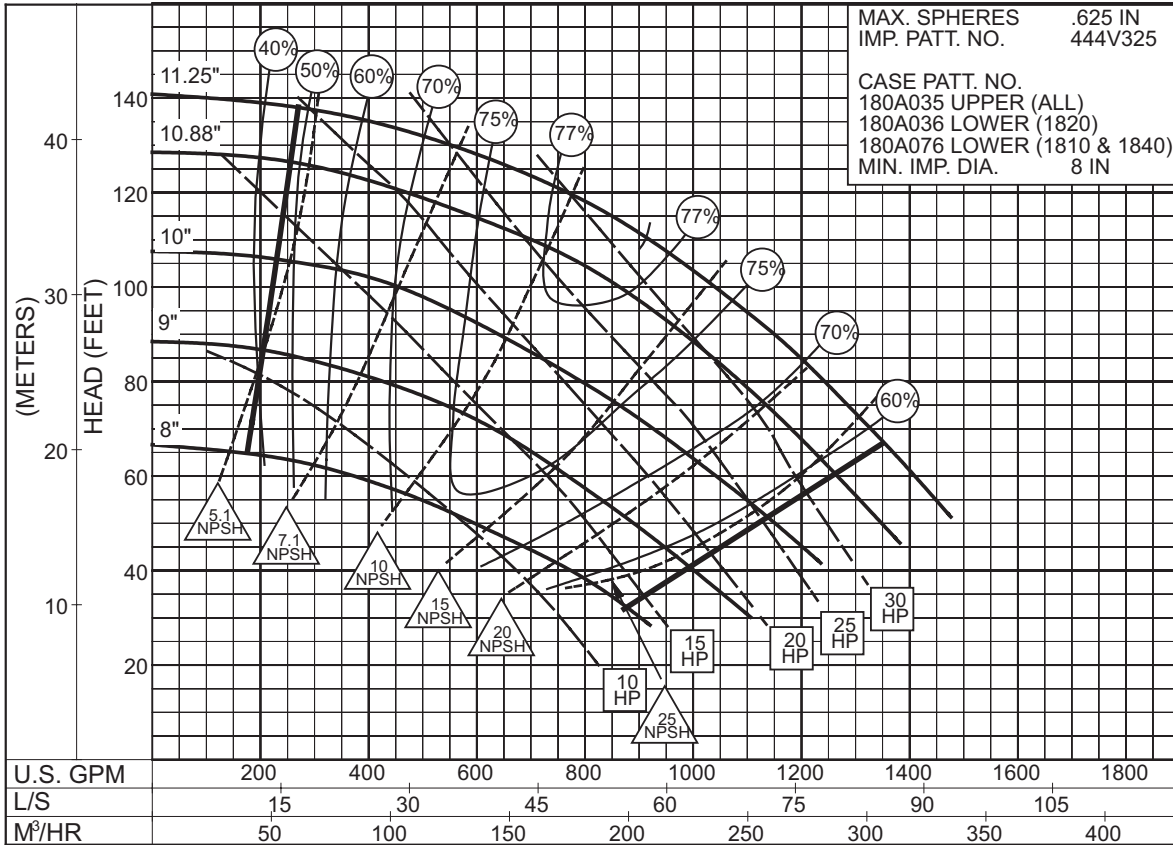 MAX. SPHERES .625 IN
IMP. PATT. NO. 444V325
CASE PATT. NO.
180A035 UPPER (ALL)
180A036 LOWER (1820)
180A076 LOWER (1810 & 1840)
MIN. IMP. DIA. 8 IN
40%
50%
60%
70%
75%
77%
77%
75%
70%
60%
11.25"
10.88"
10"
9"
8"
(METERS)
40
30
20
10
HEAD (FEET)
140
120
100
80
60
40
20
5.1
NPSH
7.1
NPSH
10
NPSH
15
NPSH
20
NPSH
25
NPSH
10
HP
15
HP
20
HP
25
HP
30
HP
U.S. GPM 200 400 600 800 1000 1200 1400 1600 1800
L/S 15 30 45 60 75 90 105
M³/HR 50 100 150 200 250 300 350 400